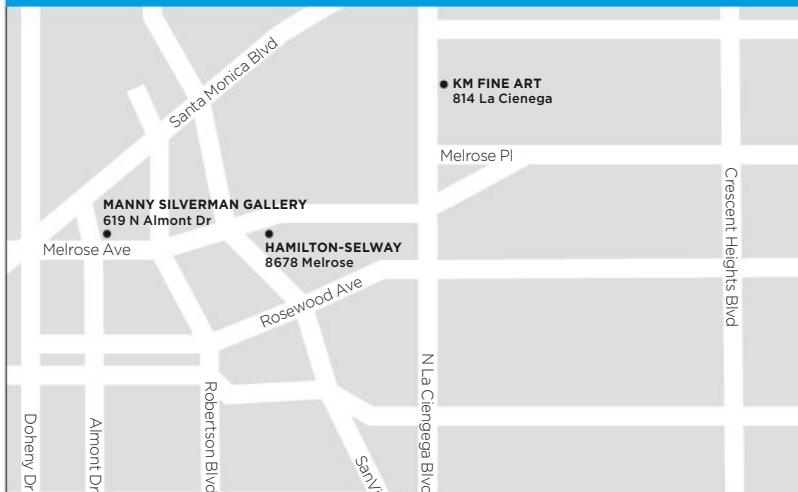 Santa Monica Blvd
KM FINE ART
814 La Cienega
Melrose Pl
MANNY SILVERMAN GALLERY
619 N Almont Dr
Melrose Ave
HAMILTON-SELWAY
8678 Melrose
Crescent Heights Blvd
Rosewood Ave
N La Ciengega Blvd
Robertson Blvd
Doheny Dr
Almont Dr
SanVi